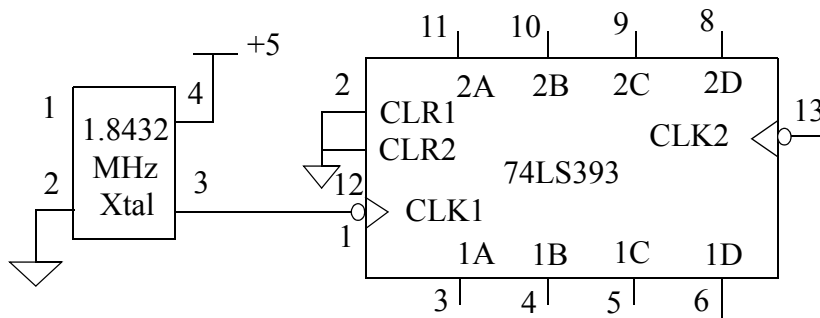 11 10 9 8
+5
1 4 2 2A 2B 2C 2D 13
1.8432 CLR1
MHz CLR2 CLK2
Xtal 74LS393
2 3 12 CLK1
1 1A 1B 1C 1D
3 4 5 6